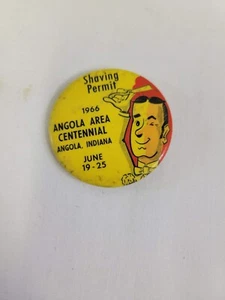 Shaving
Permit
1966
ANGOLA AREA
CENTENNIAL
ANGOLA, INDIANA
JUNE
19-25